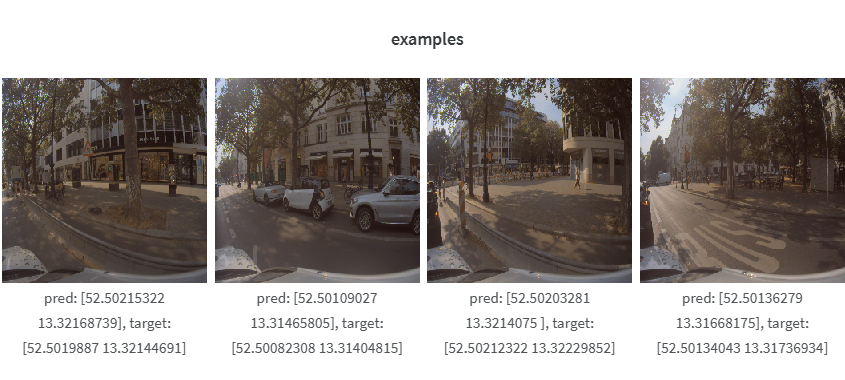 examples
pred: [52.50215322
13.32168739], target:
[52.5019887 13.32144691]
pred: [52.50109027
13.31465805], target:
[52.50082308 13.31404815]
pred: [52.50203281
13.3214075 ], target:
[52.50212322 13.32229852]
pred: [52.50136279
13.31668175], target:
[52.50134043 13.31736934]
BUS